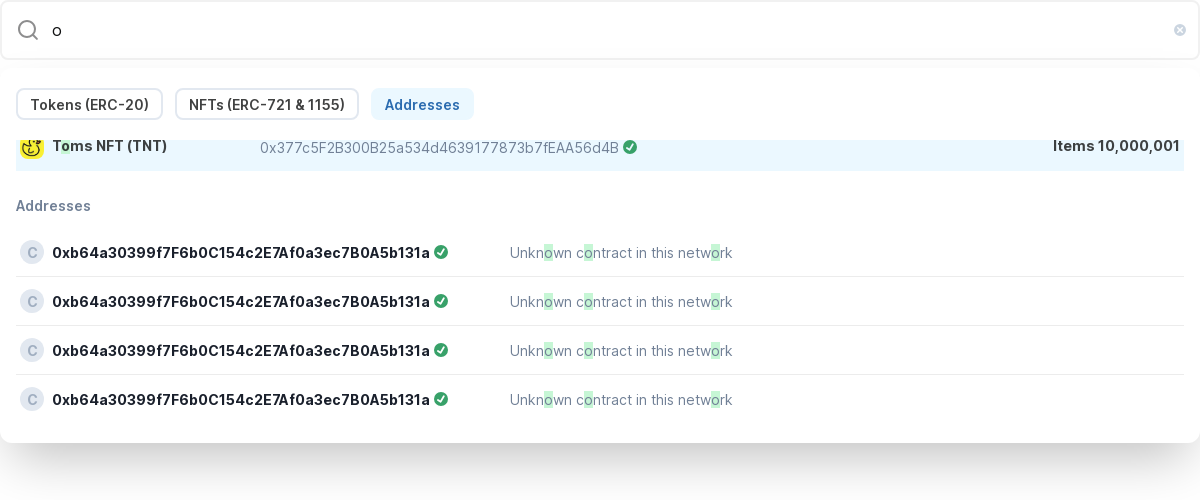 o
Tokens (ERC-20) NFTs (ERC-721 & 1155) Addresses
Toms NFT (TNT) 0x377c5F2B300B25a534d4639177873b7fEAA56d4B Items 10,000,001
Addresses
C 0xb64a30399f7F6b0C154c2E7Af0a3ec7B0A5b131a Unknown contract in this network
C 0xb64a30399f7F6b0C154c2E7Af0a3ec7B0A5b131a Unknown contract in this network
C 0xb64a30399f7F6b0C154c2E7Af0a3ec7B0A5b131a Unknown contract in this network
C 0xb64a30399f7F6b0C154c2E7Af0a3ec7B0A5b131a Unknown contract in this network